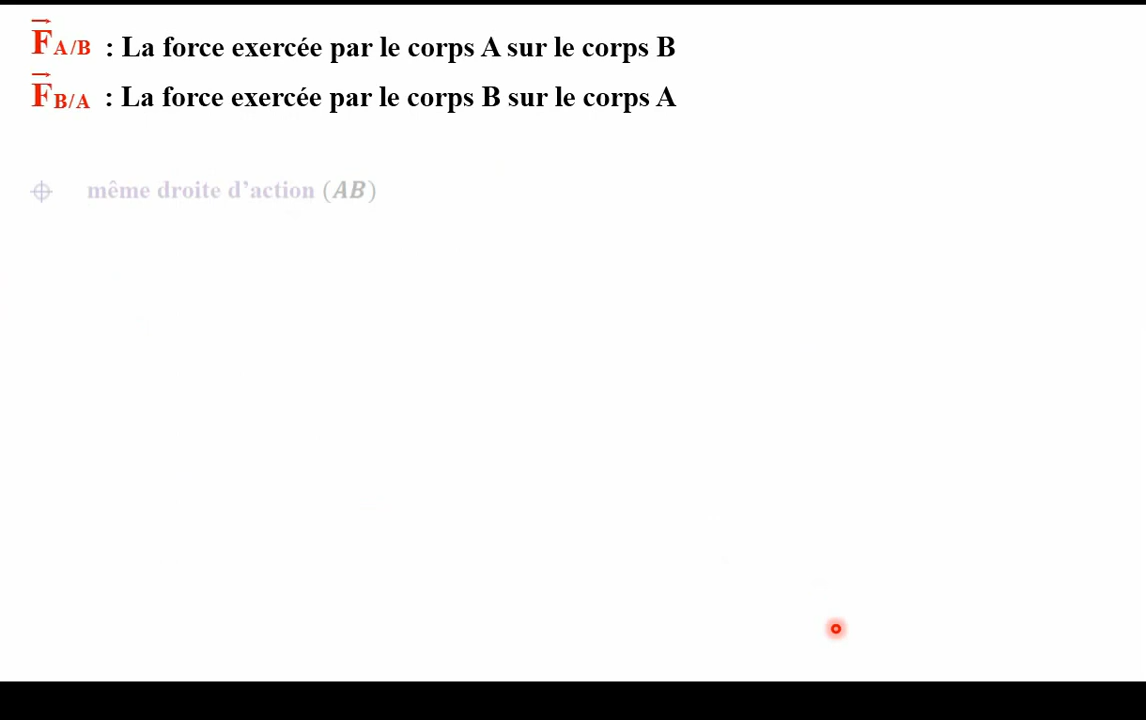 F⃗ A/B : La force exercée par le corps A sur le corps B
F⃗ B/A : La force exercée par le corps B sur le corps A
même droite d’action (AB)